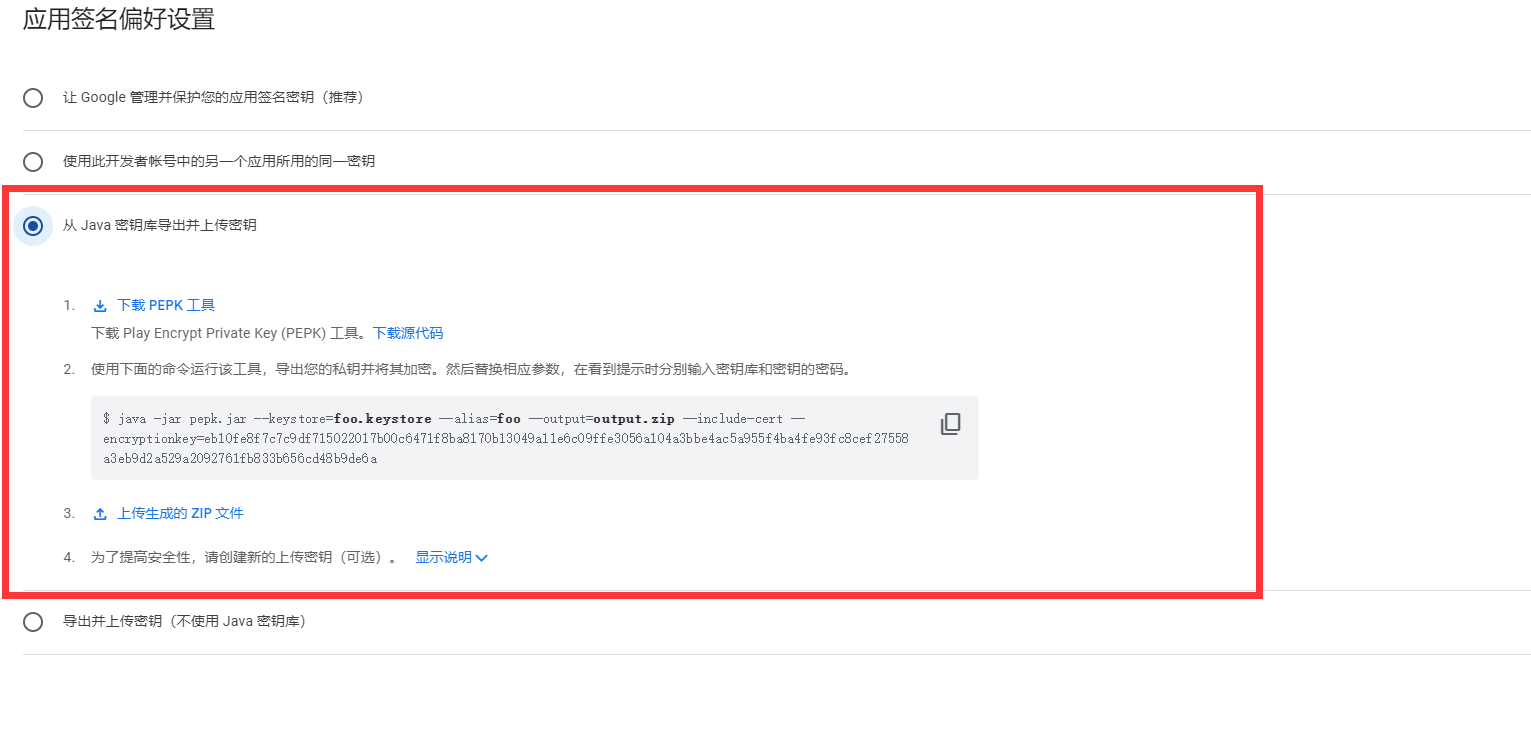 应用签名偏好设置
让 Google 管理并保护您的应用签名密钥（推荐）
使用此开发者帐号中的另一个应用所用的同一密钥
从 Java 密钥库导出并上传密钥
1. 下载 PEPK 工具
下载 Play Encrypt Private Key (PEPK) 工具。下载源代码
2. 使用下面的命令运行该工具，导出您的私钥并将其加密。然后替换相应参数，在看到提示时分别输入密钥库和密钥的密码。
$ java -jar pepk.jar --keystore=foo.keystore --alias=foo --output=output.zip --include-cert --
encryptionkey=eb10fe8f7c7c9df715022017b00c6471f8ba8170b13049a11e6c09ffe3056a104a3bbe4ac5a955f4ba4fe93fc8cef27558
a3eb9d2a529a2092761fb833b656cd48b9de6a
3. 上传生成的 ZIP 文件
4. 为了提高安全性，请创建新的上传密钥（可选）。 显示说明
导出并上传密钥（不使用 Java 密钥库）